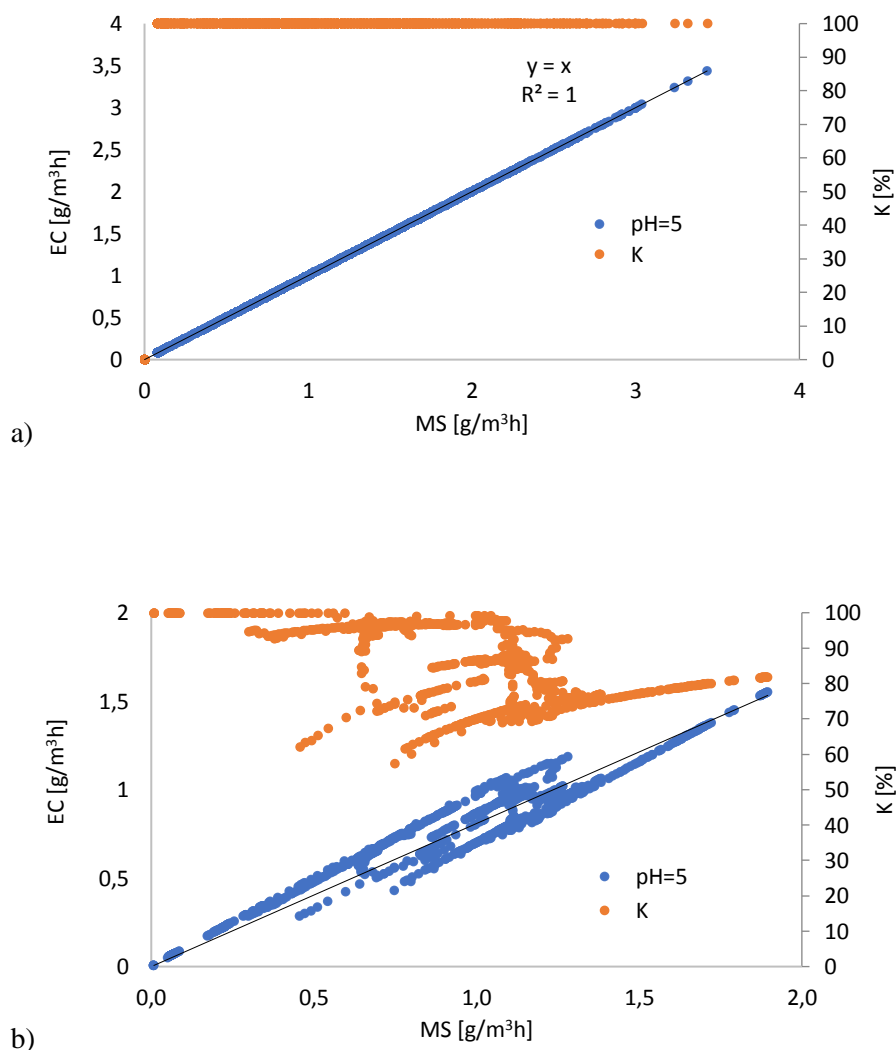 4
3,5
3
2,5
2
1,5
1
0,5
0
EC [g/m³h]
y = x
R² = 1
pH=5
K
100
90
80
70
60
50
40
30
20
10
0
K [%]
0 1 2 3 4
MS [g/m³h]
a)
2
1,5
1
0,5
0
EC [g/m³h]
pH=5
K
100
90
80
70
60
50
40
30
20
10
0
K [%]
0,0 0,5 1,0 1,5 2,0
MS [g/m³h]
b)